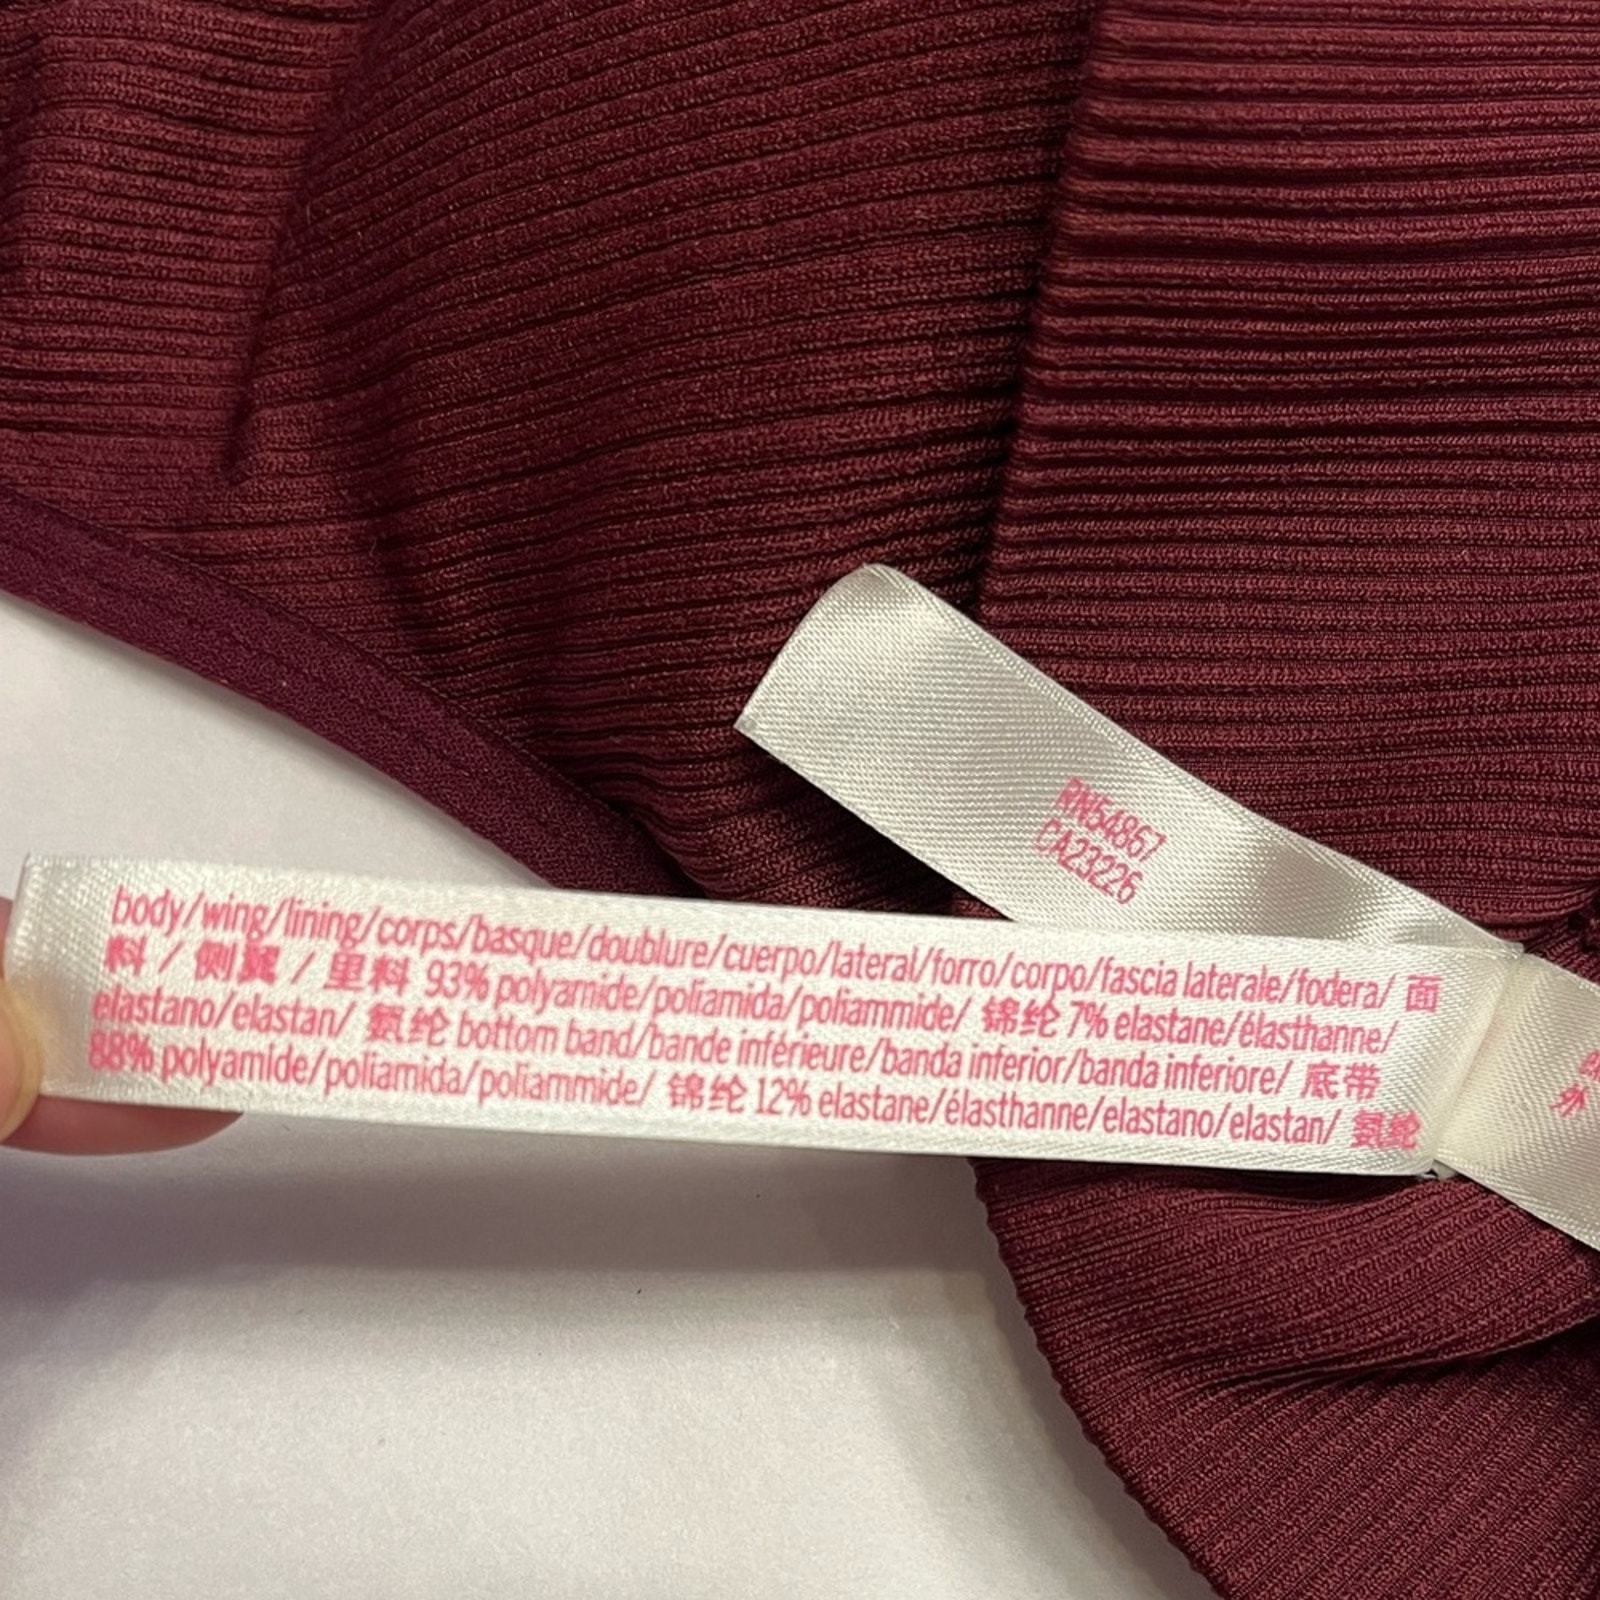 RN54867
CA23226
body/wing/lining/corps/basque/doublure/cuerpo/lateral/forro/corpo/fascia laterale/fodera/ 面
料 / 侧翼 / 里料 93% polyamide/poliamida/poliammide/ 锦纶 7% elastane/élasthanne/
elastano/elastan/ 氨纶 bottom band/bande inférieure/banda inferior/banda inferiore/ 底带
88% polyamide/poliamida/poliammide/ 锦纶 12% elastane/élasthanne/elastano/elastan/ 氨纶